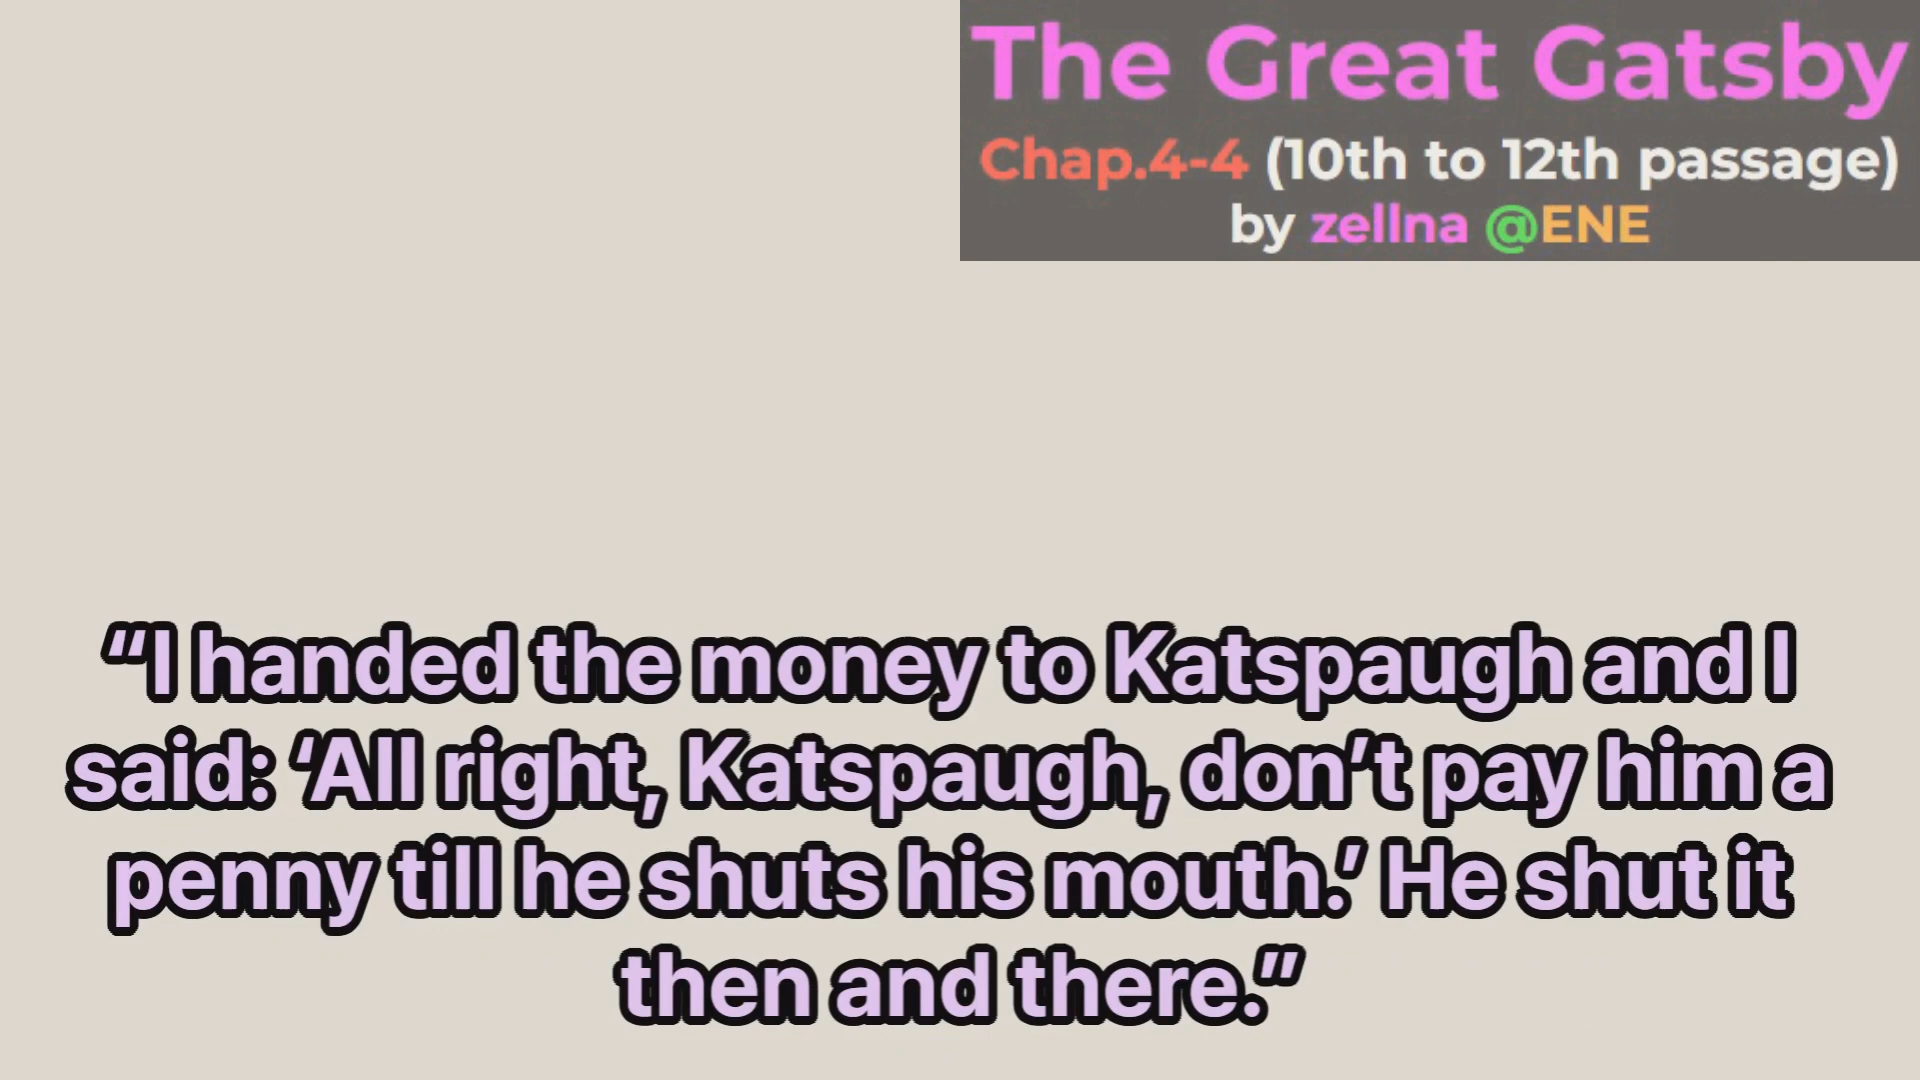 The Great Gatsby
Chap.4-4 (10th to 12th passage)
by zellna @ENE
“I handed the money to Katspaugh and I
said: ‘All right, Katspaugh, don’t pay him a
penny till he shuts his mouth.’ He shut it
then and there.”